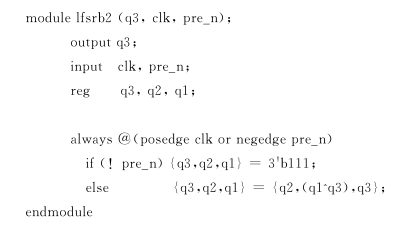 module lfsrb2 (q3, clk, pre_n);
output q3;
input clk, pre_n;
reg q3, q2, q1;
always @(posedge clk or negedge pre_n)
if (! pre_n) {q3,q2,q1} = 3'b111;
else {q3,q2,q1} = {q2,(q1^q3),q3};
endmodule